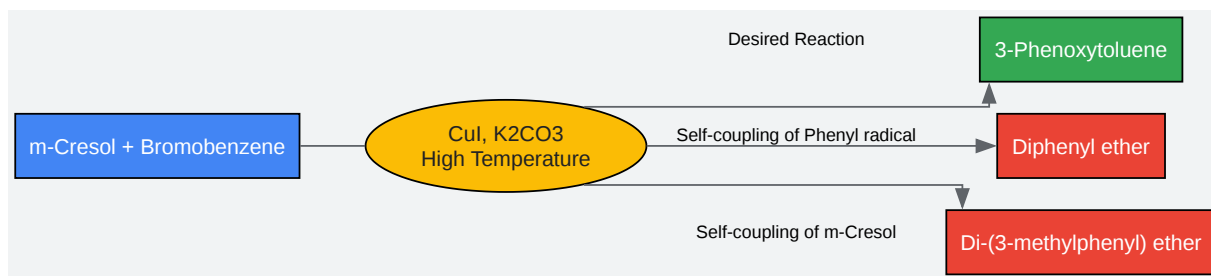 Desired Reaction
3-Phenoxytoluene
m-Cresol + Bromobenzene
CuI, K2CO3
High Temperature
Self-coupling of Phenyl radical
Diphenyl ether
Self-coupling of m-Cresol
Di-(3-methylphenyl) ether